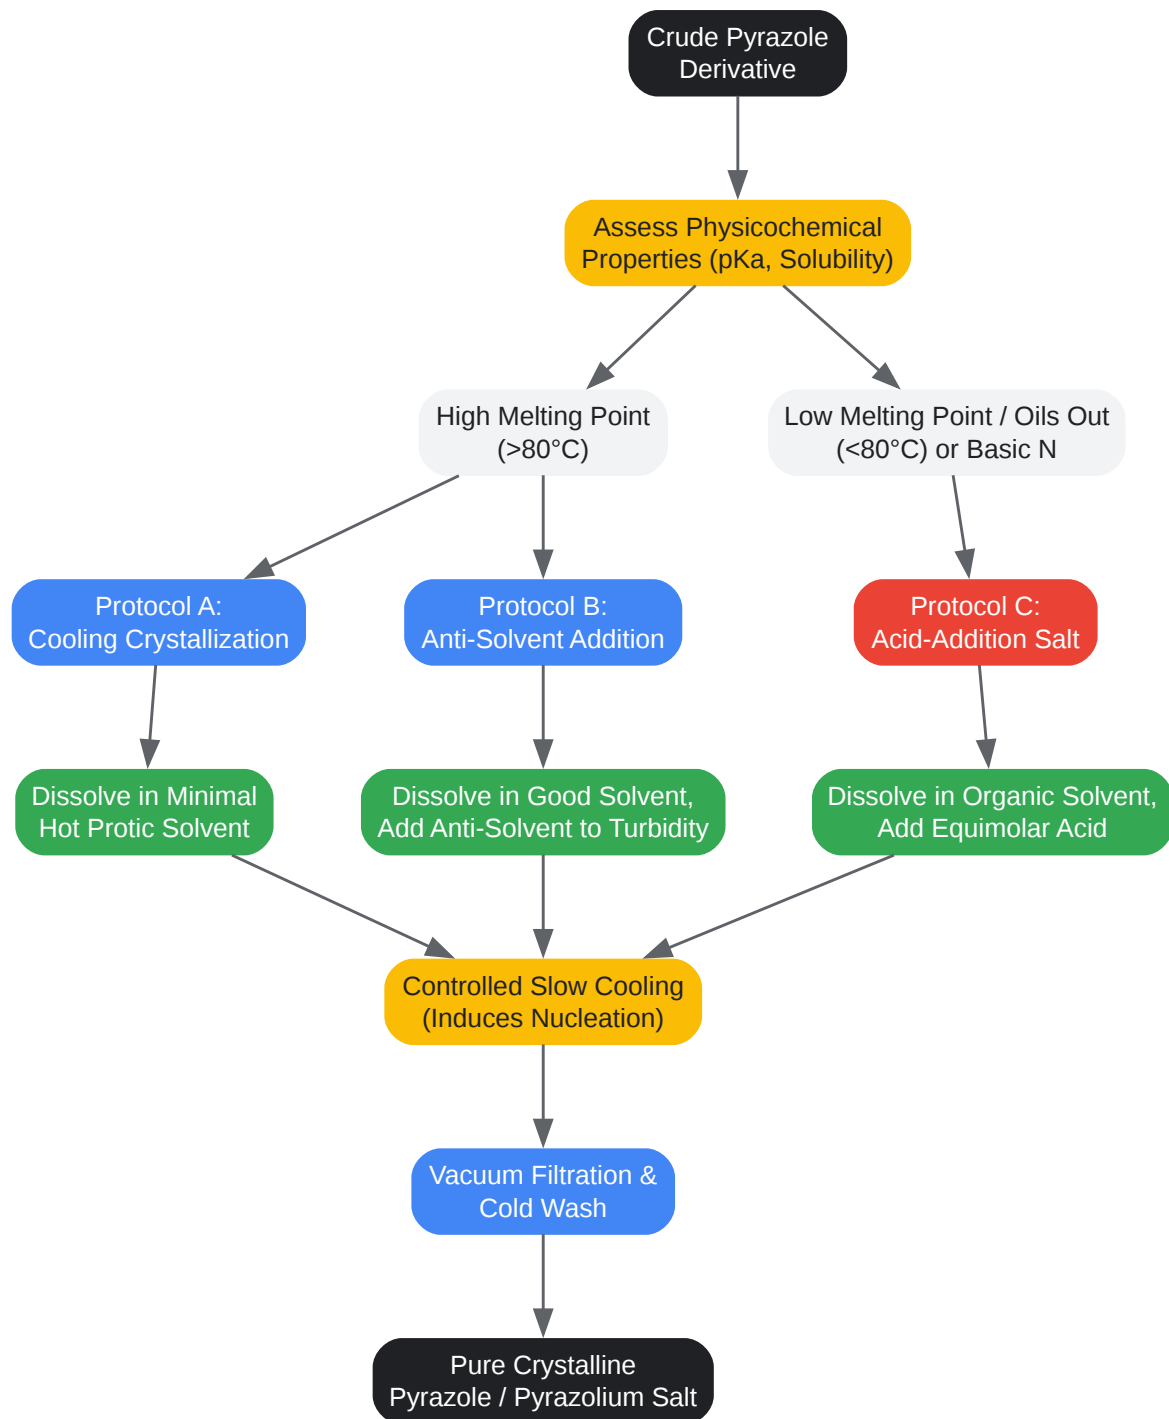 Crude Pyrazole
Derivative
Assess Physicochemical
Properties (pKa, Solubility)
High Melting Point
(>80°C)
Low Melting Point / Oils Out
(<80°C) or Basic N
Protocol A:
Cooling Crystallization
Protocol B:
Anti-Solvent Addition
Protocol C:
Acid-Addition Salt
Dissolve in Minimal
Hot Protic Solvent
Dissolve in Good Solvent,
Add Anti-Solvent to Turbidity
Dissolve in Organic Solvent,
Add Equimolar Acid
Controlled Slow Cooling
(Induces Nucleation)
Vacuum Filtration &
Cold Wash
Pure Crystalline
Pyrazole / Pyrazolium Salt